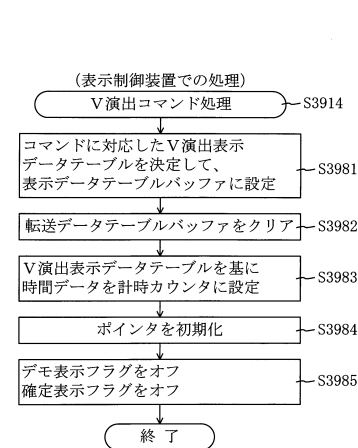 (表示制御装置での処理)
V演出コマンド処理 S3914
コマンドに対応したV演出表示
データテーブルを決定して、
表示データテーブルバッファに設定 S3981
転送データテーブルバッファをクリア S3982
V演出表示データテーブルを基に
時間データを計時カウンタに設定 S3983
ポインタを初期化 S3984
デモ表示フラグをオフ
確定表示フラグをオフ S3985
終了